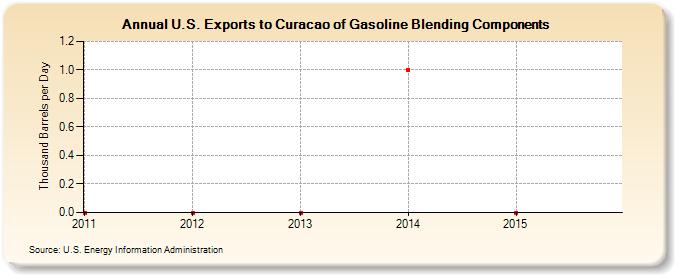 Annual U.S. Exports to Curacao of Gasoline Blending Components
Thousand Barrels per Day
1.2
1.0
0.8
0.6
0.4
0.2
0.0
2011 2012 2013 2014 2015
Source: U.S. Energy Information Administration